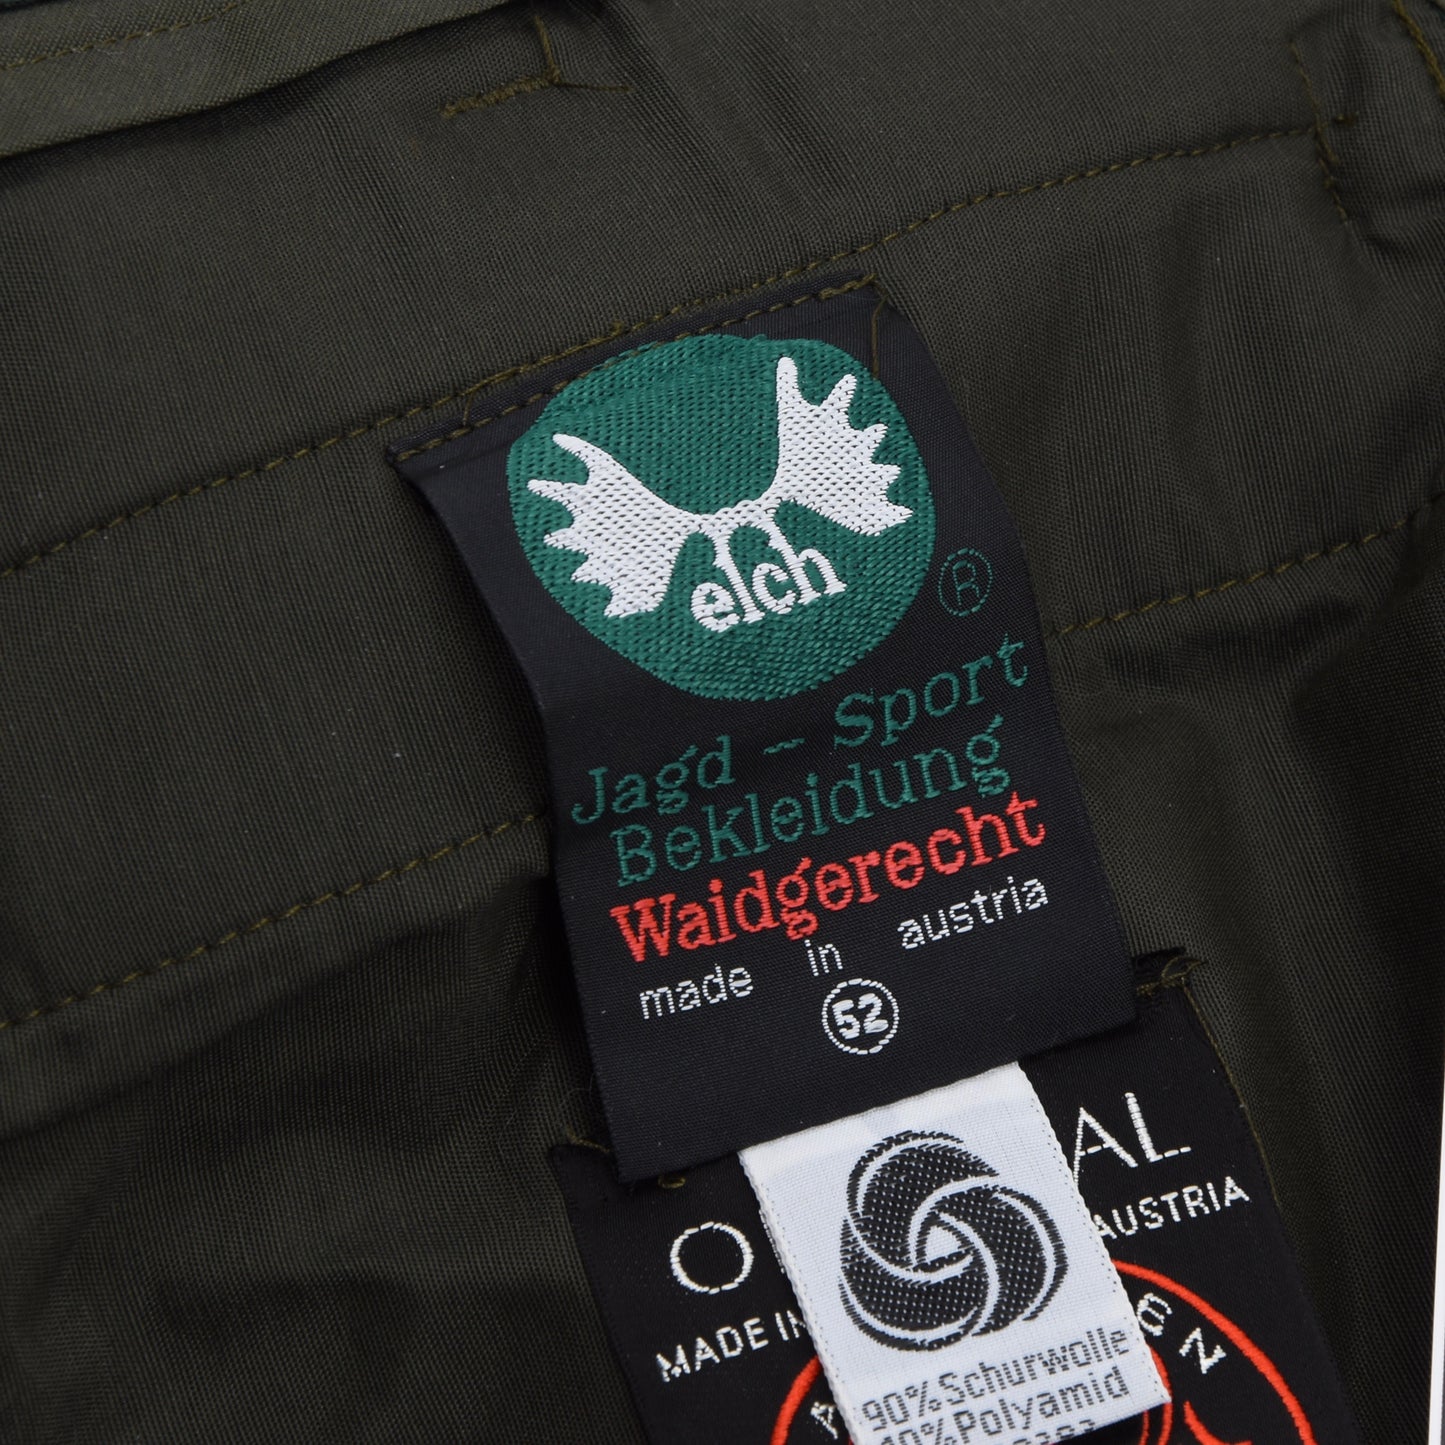 elch
®
Jagd - Sport
Bekleidung
Waidgerecht
made in austria
52
AL
O
MADE IN
AUSTRIA
90% Schurwolle
10% Polyamid